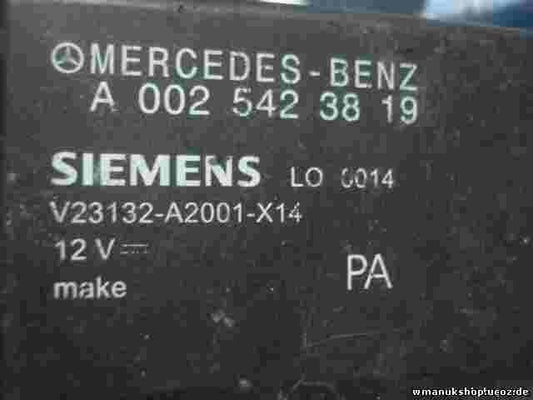 MERCEDES-BENZ
A 002 542 38 19
SIEMENS LO 0014
V23132-A2001-X14
12 V⎓
make
PA
wmanukshop!ucoz:de